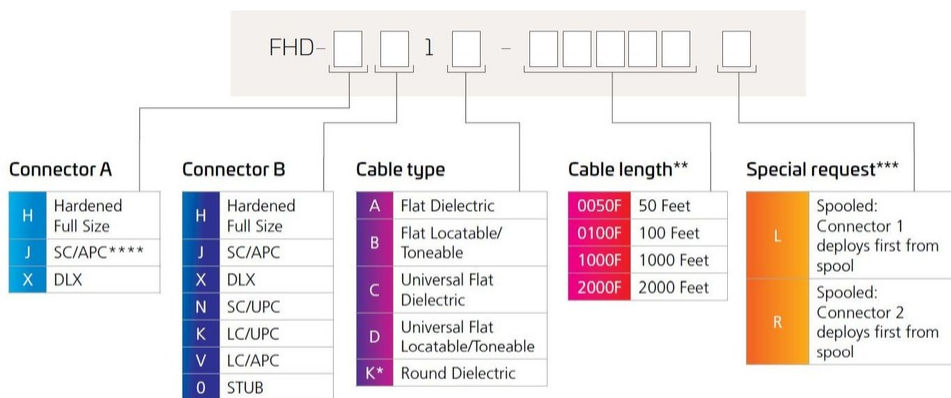 FHD- 1 -
Connector A
H Hardened
Full Size
J SC/APC****
X DLX
Connector B
H Hardened
Full Size
J SC/APC
X DLX
N SC/UPC
K LC/UPC
V LC/APC
0 STUB
Cable type
A Flat Dielectric
B Flat Locatable/
Toneable
C Universal Flat
Dielectric
D Universal Flat
Locatable/Toneable
K* Round Dielectric
Cable length**
0050F 50 Feet
0100F 100 Feet
1000F 1000 Feet
2000F 2000 Feet
Special request***
L Spooled:
Connector 1
deploys first from
spool
R Spooled:
Connector 2
deploys first from
spool